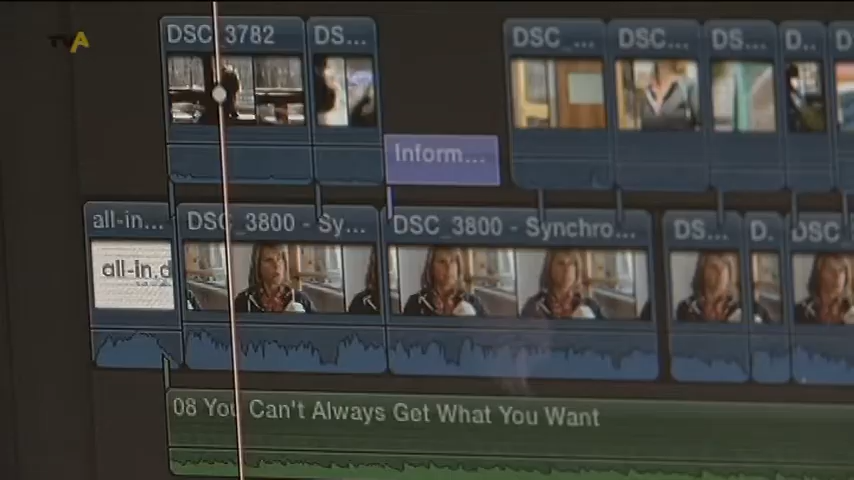 TVA
DSC_3782
DS...
DSC_...
DSC...
DS...
D...
D
Inform...
all-in...
DSC_3800 - Sy...
DSC_3800 - Synchro...
DS...
D...
DSC
all-in.
08 You Can't Always Get What You Want